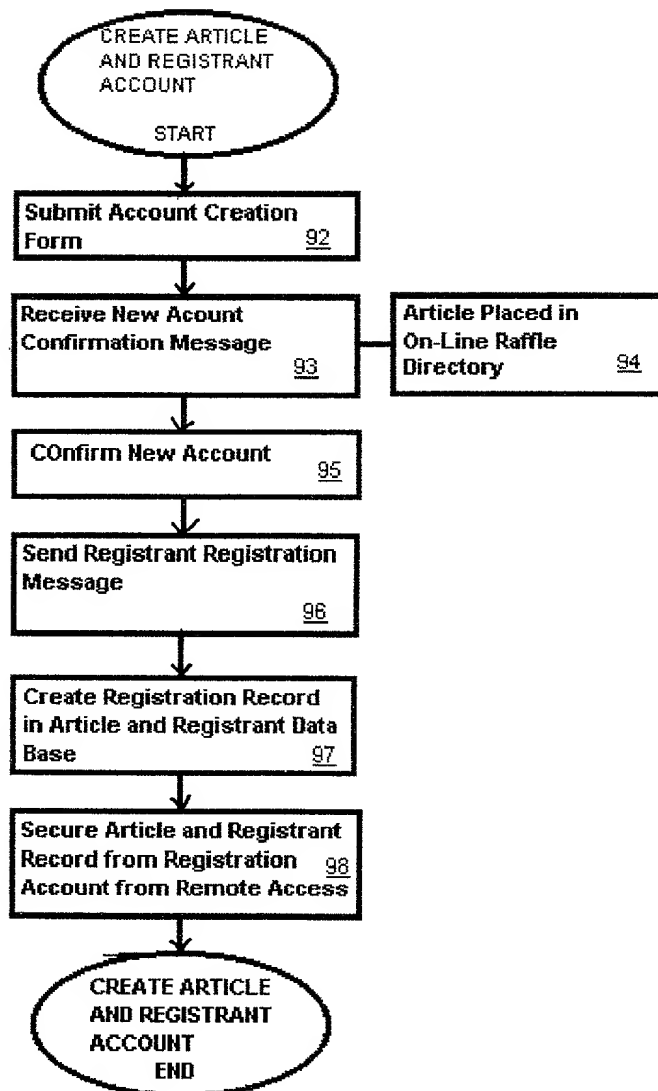 CREATE ARTICLE
AND REGISTRANT
ACCOUNT
START
Submit Account Creation
Form 92
Receive New Acount
Confirmation Message
93
Article Placed in
On-Line Raffle
Directory 94
COnfirm New Account
95
Send Registrant Registration
Message
96
Create Registration Record
in Article and Registrant Data
Base 97
Secure Article and Registrant
Record from Registration 98
Account from Remote Access
CREATE ARTICLE
AND REGISTRANT
ACCOUNT
END